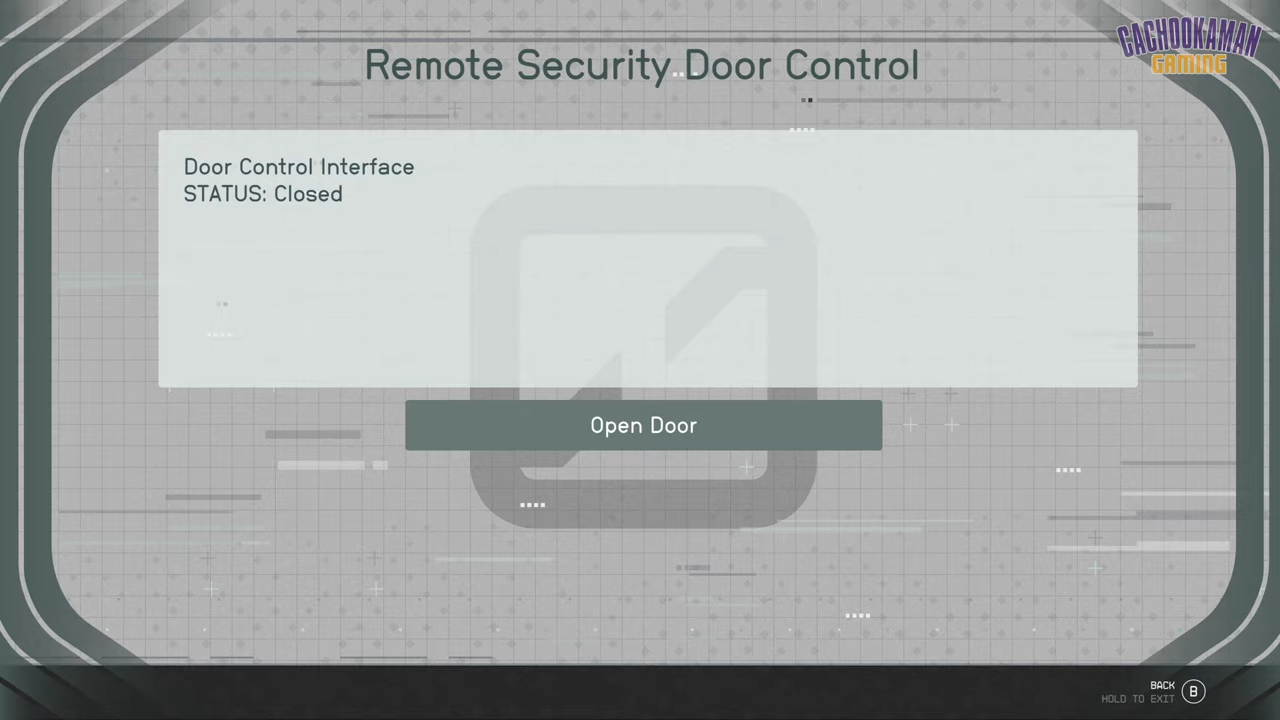 CACHOOKAMAN
GAMING
Remote Security Door Control
Door Control Interface
STATUS: Closed
Open Door
BACK
HOLD TO EXIT
B